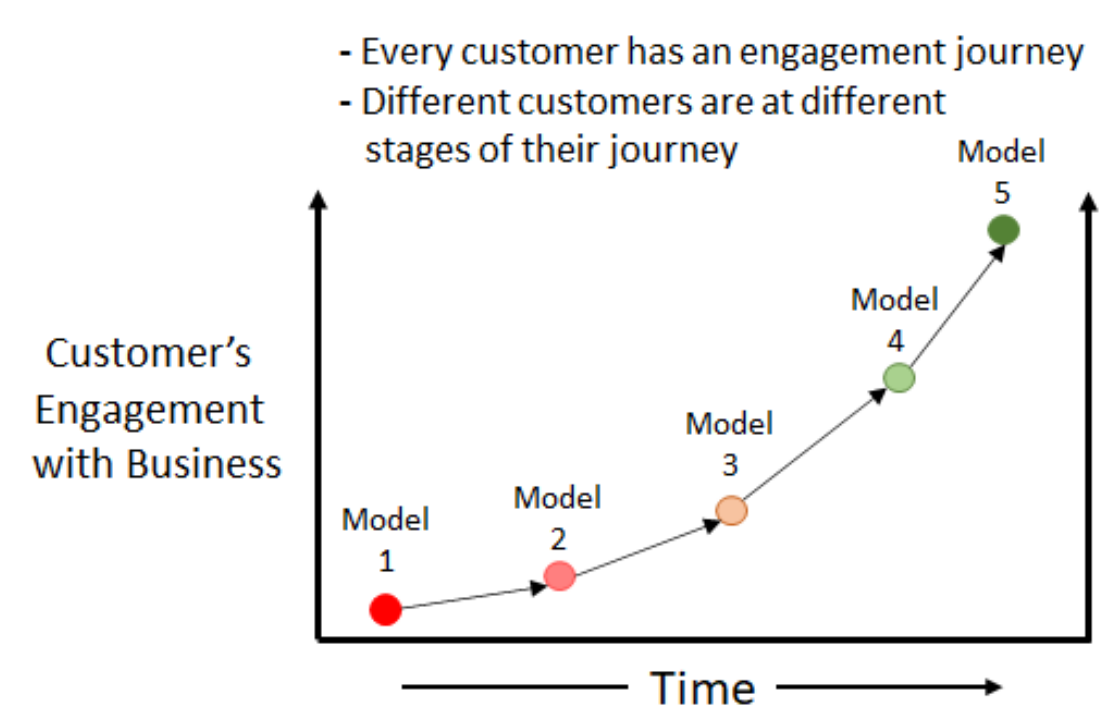 - Every customer has an engagement journey
- Different customers are at different
stages of their journey
Model
5
Model
4
Customer's
Engagement
with Business
Model
3
Model
2
Model
1
Time